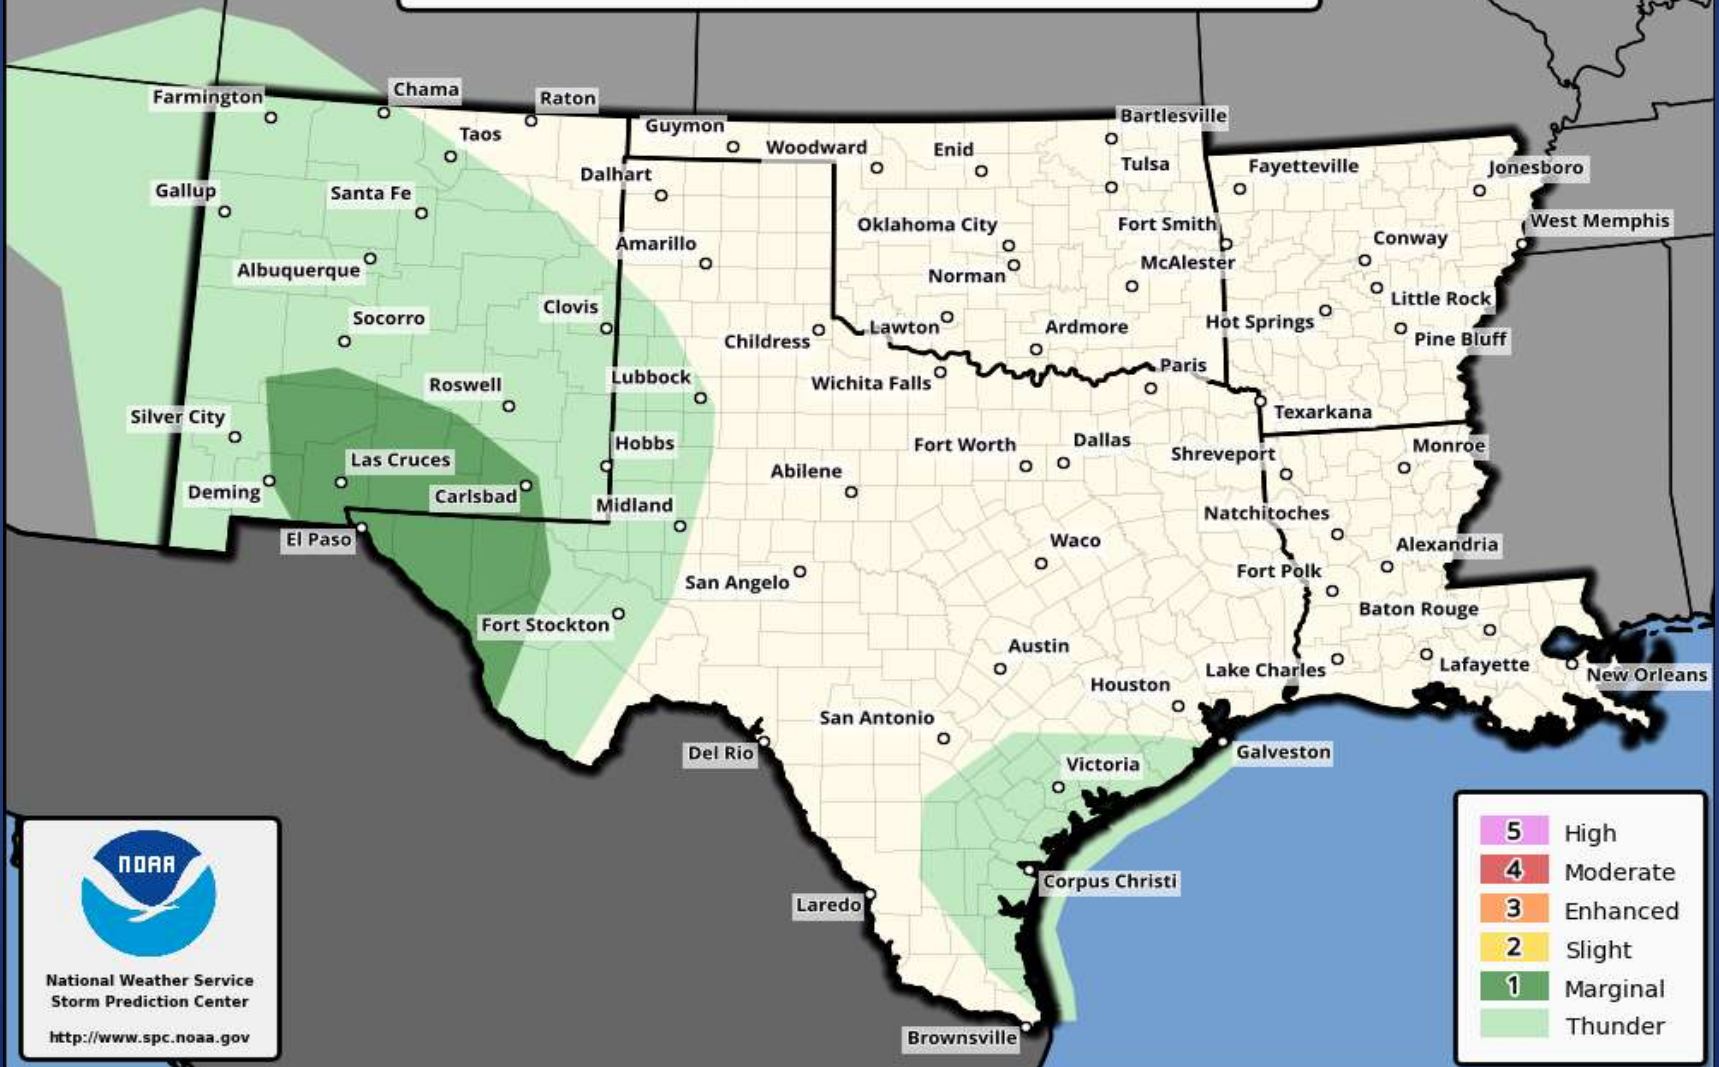 Farmington
Chama
Raton
Taos
Guymon
Woodward
Enid
Bartlesville
Tulsa
Fayetteville
Jonesboro
Gallup
Santa Fe
Dalhart
Oklahoma City
Fort Smith
West Memphis
Amarillo
Conway
Albuquerque
Norman
McAlester
Little Rock
Clovis
Socorro
Childress
Lawton
Ardmore
Hot Springs
Pine Bluff
Roswell
Lubbock
Wichita Falls
Paris
Silver City
Texarkana
Hobbs
Fort Worth
Dallas
Shreveport
Monroe
Las Cruces
Abilene
Deming
Carlsbad
Midland
Natchitoches
El Paso
Waco
Alexandria
San Angelo
Fort Polk
Fort Stockton
Baton Rouge
Austin
Lake Charles
Lafayette
New Orleans
Houston
San Antonio
Del Rio
Galveston
Victoria
Corpus Christi
Laredo
Brownsville
NOAA
National Weather Service
Storm Prediction Center
http://www.spc.noaa.gov
5 High
4 Moderate
3 Enhanced
2 Slight
1 Marginal
Thunder